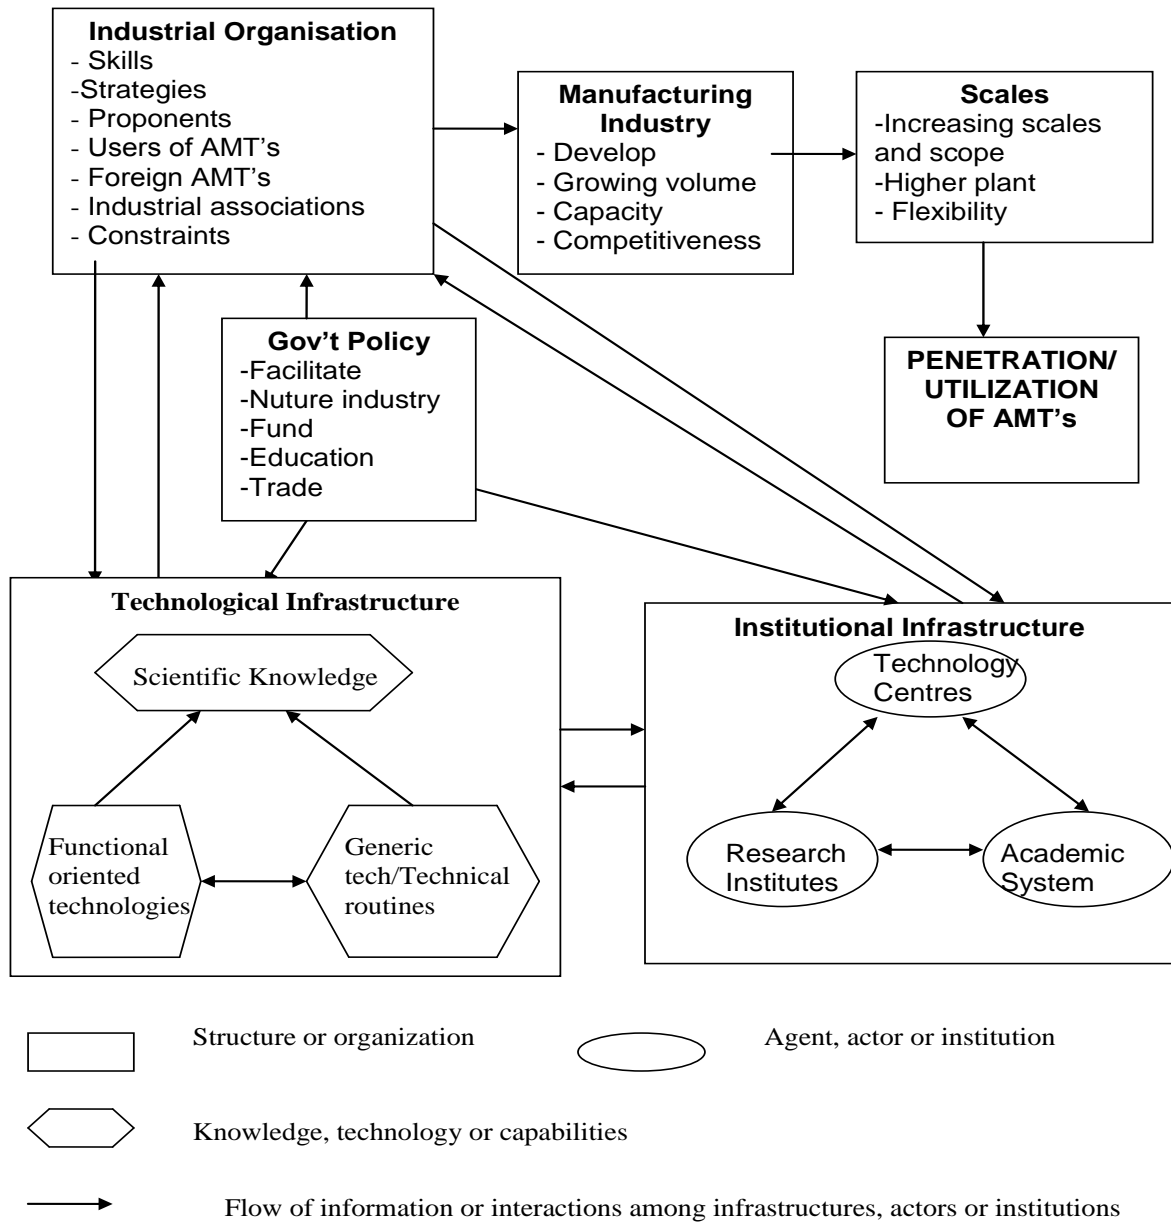 Industrial Organisation
- Skills
-Strategies
- Proponents
- Users of AMT's
- Foreign AMT's
- Industrial associations
- Constraints
Manufacturing
Industry
- Develop
- Growing volume
- Capacity
- Competitiveness
Scales
-Increasing scales
and scope
-Higher plant
- Flexibility
Gov't Policy
-Facilitate
-Nuture industry
-Fund
-Education
-Trade
PENETRATION/
UTILIZATION
OF AMT's
Technological Infrastructure
Scientific Knowledge
Functional
oriented
technologies
Generic
tech/Technical
routines
Institutional Infrastructure
Technology
Centres
Research
Institutes
Academic
System
Structure or organization
Agent, actor or institution
Knowledge, technology or capabilities
Flow of information or interactions among infrastructures, actors or institutions